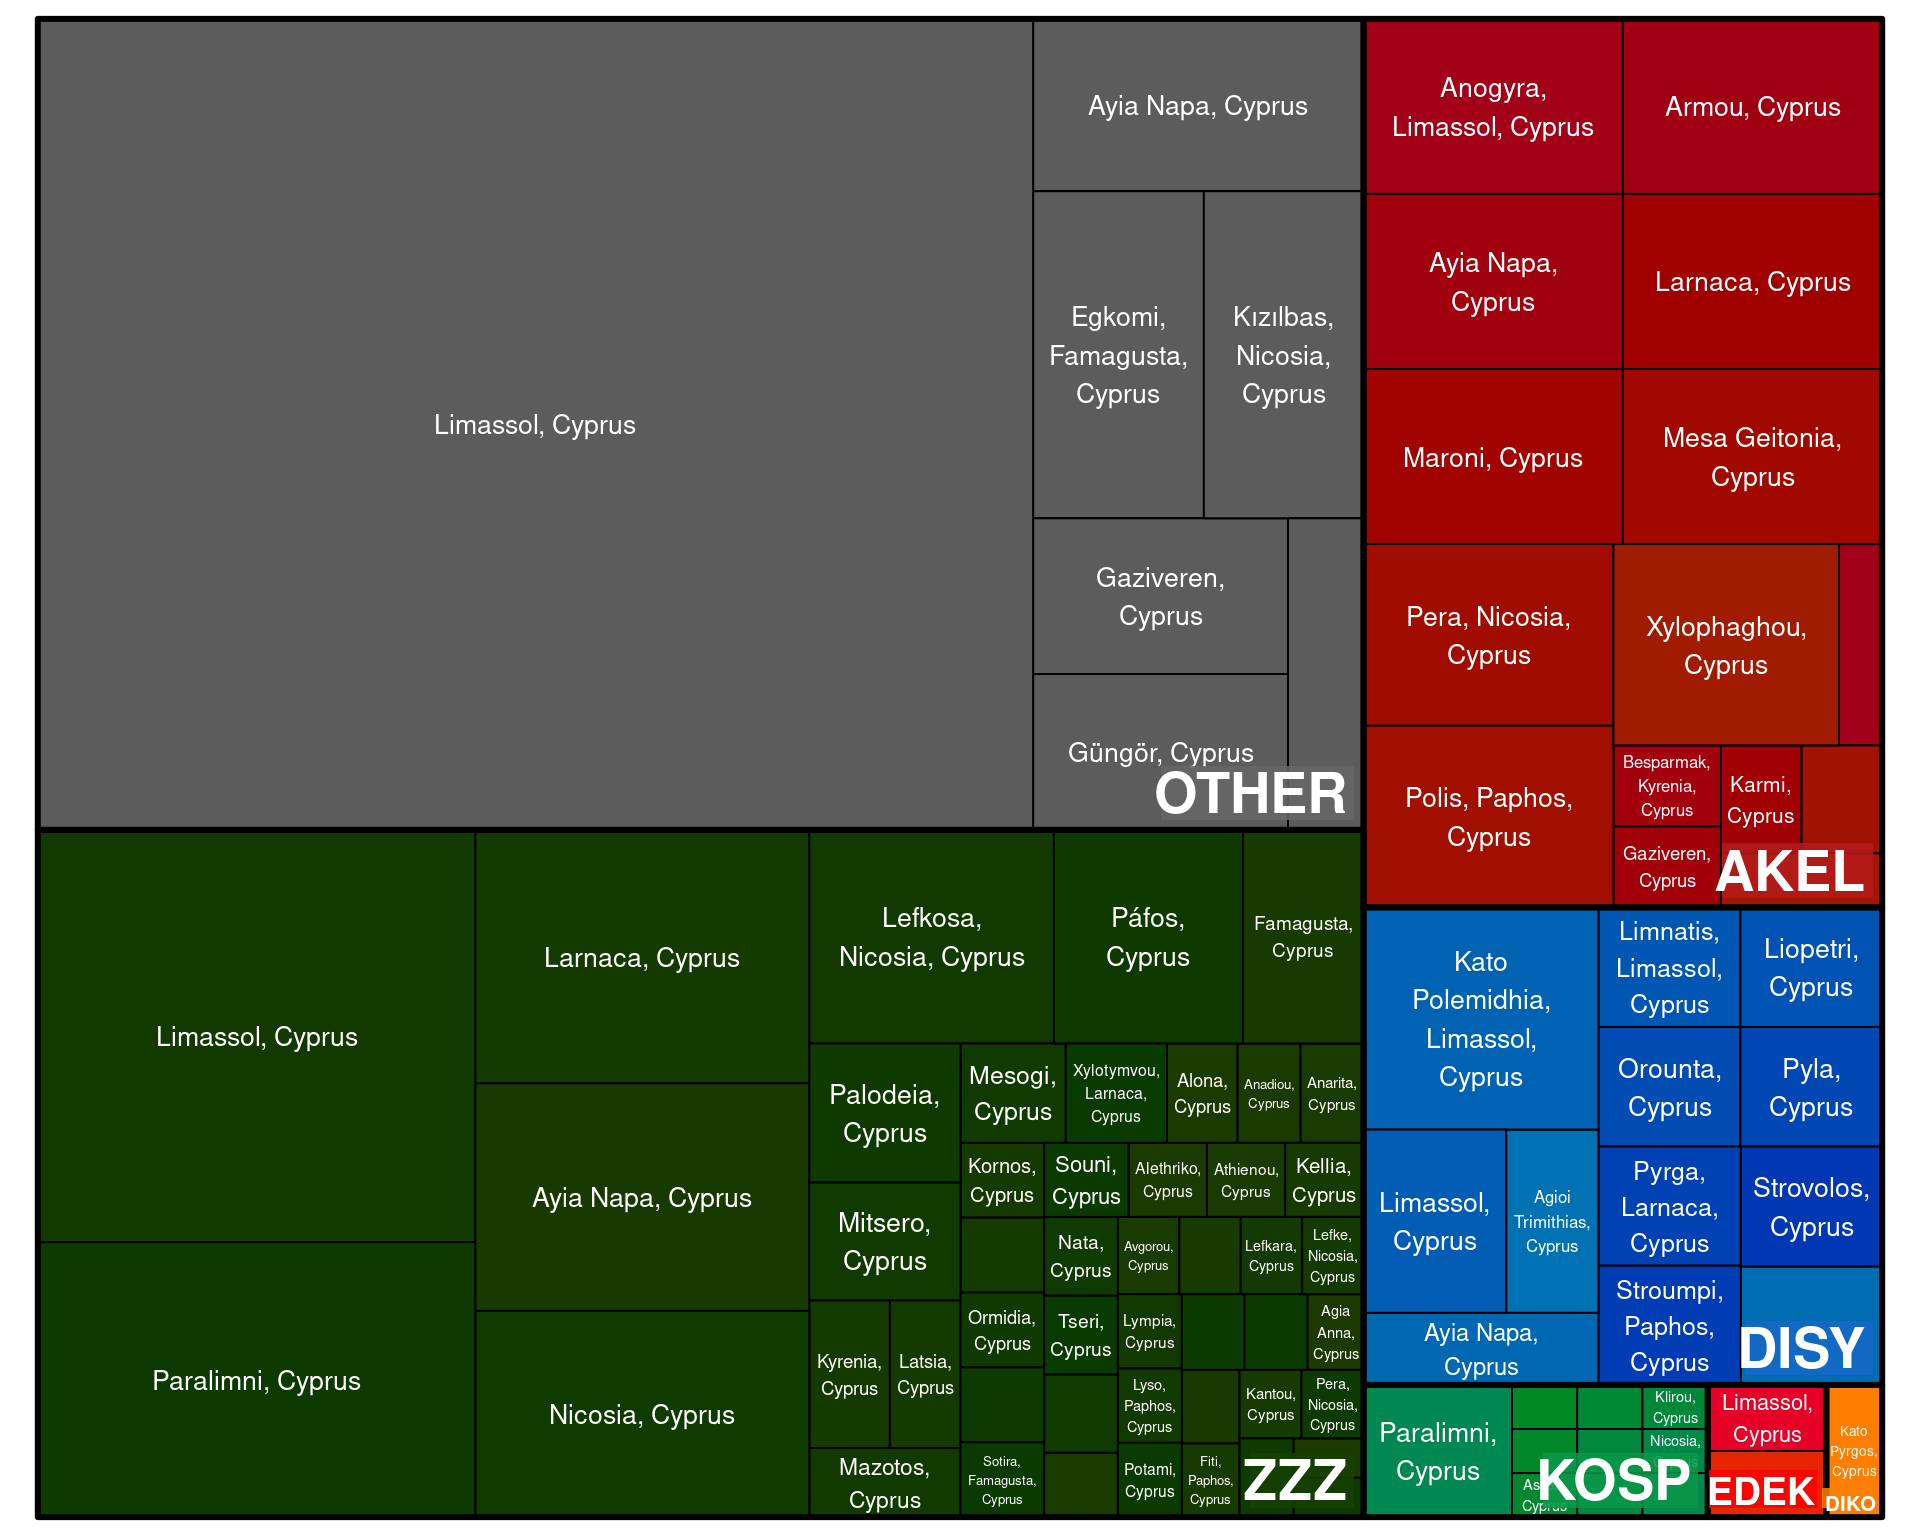 Limassol, Cyprus
Ayia Napa, Cyprus
Egkomi,
Famagusta,
Cyprus
Kızılbas,
Nicosia,
Cyprus
Gaziveren,
Cyprus
Güngör, Cyprus
OTHER
Anogyra,
Limassol, Cyprus
Armou, Cyprus
Ayia Napa,
Cyprus
Larnaca, Cyprus
Maroni, Cyprus
Mesa Geitonia,
Cyprus
Pera, Nicosia,
Cyprus
Xylophaghou,
Cyprus
Polis, Paphos,
Cyprus
Besparmak,
Kyrenia,
Cyprus
Karmi,
Cyprus
Gaziveren,
Cyprus
AKEL
Limassol, Cyprus
Paralimni, Cyprus
Larnaca, Cyprus
Ayia Napa, Cyprus
Nicosia, Cyprus
Lefkosa,
Nicosia, Cyprus
Páfos,
Cyprus
Famagusta,
Cyprus
Palodeia,
Cyprus
Mitsero,
Cyprus
Kyrenia,
Cyprus
Latsia,
Cyprus
Mazotos,
Cyprus
Mesogi,
Cyprus
Xylotymvou,
Larnaca,
Cyprus
Alona,
Cyprus
Anadiou,
Cyprus
Anarita,
Cyprus
Kornos,
Cyprus
Souni,
Cyprus
Alethriko,
Cyprus
Athienou,
Cyprus
Kellia,
Cyprus
Nata,
Cyprus
Avgorou,
Cyprus
Lefkara,
Cyprus
Lefke,
Nicosia,
Cyprus
Ormidia,
Cyprus
Tseri,
Cyprus
Lympia,
Cyprus
Agia
Anna,
Cyprus
Lyso,
Paphos,
Cyprus
Kantou,
Cyprus
Pera,
Nicosia,
Cyprus
Sotira,
Famagusta,
Cyprus
Potami,
Cyprus
Fiti,
Paphos,
Cyprus
ZZZ
Kato
Polemidhia,
Limassol,
Cyprus
Limnatis,
Limassol,
Cyprus
Liopetri,
Cyprus
Orounta,
Cyprus
Pyla,
Cyprus
Limassol,
Cyprus
Agioi
Trimithias,
Cyprus
Pyrga,
Larnaca,
Cyprus
Strovolos,
Cyprus
Ayia Napa,
Cyprus
Stroumpi,
Paphos,
Cyprus
DISY
Paralimni,
Cyprus
Klirou,
Cyprus
Nicosia,
Cyprus
KOSP
Limassol,
Cyprus
EDEK
Kato
Pyrgos,
Cyprus
DIKO